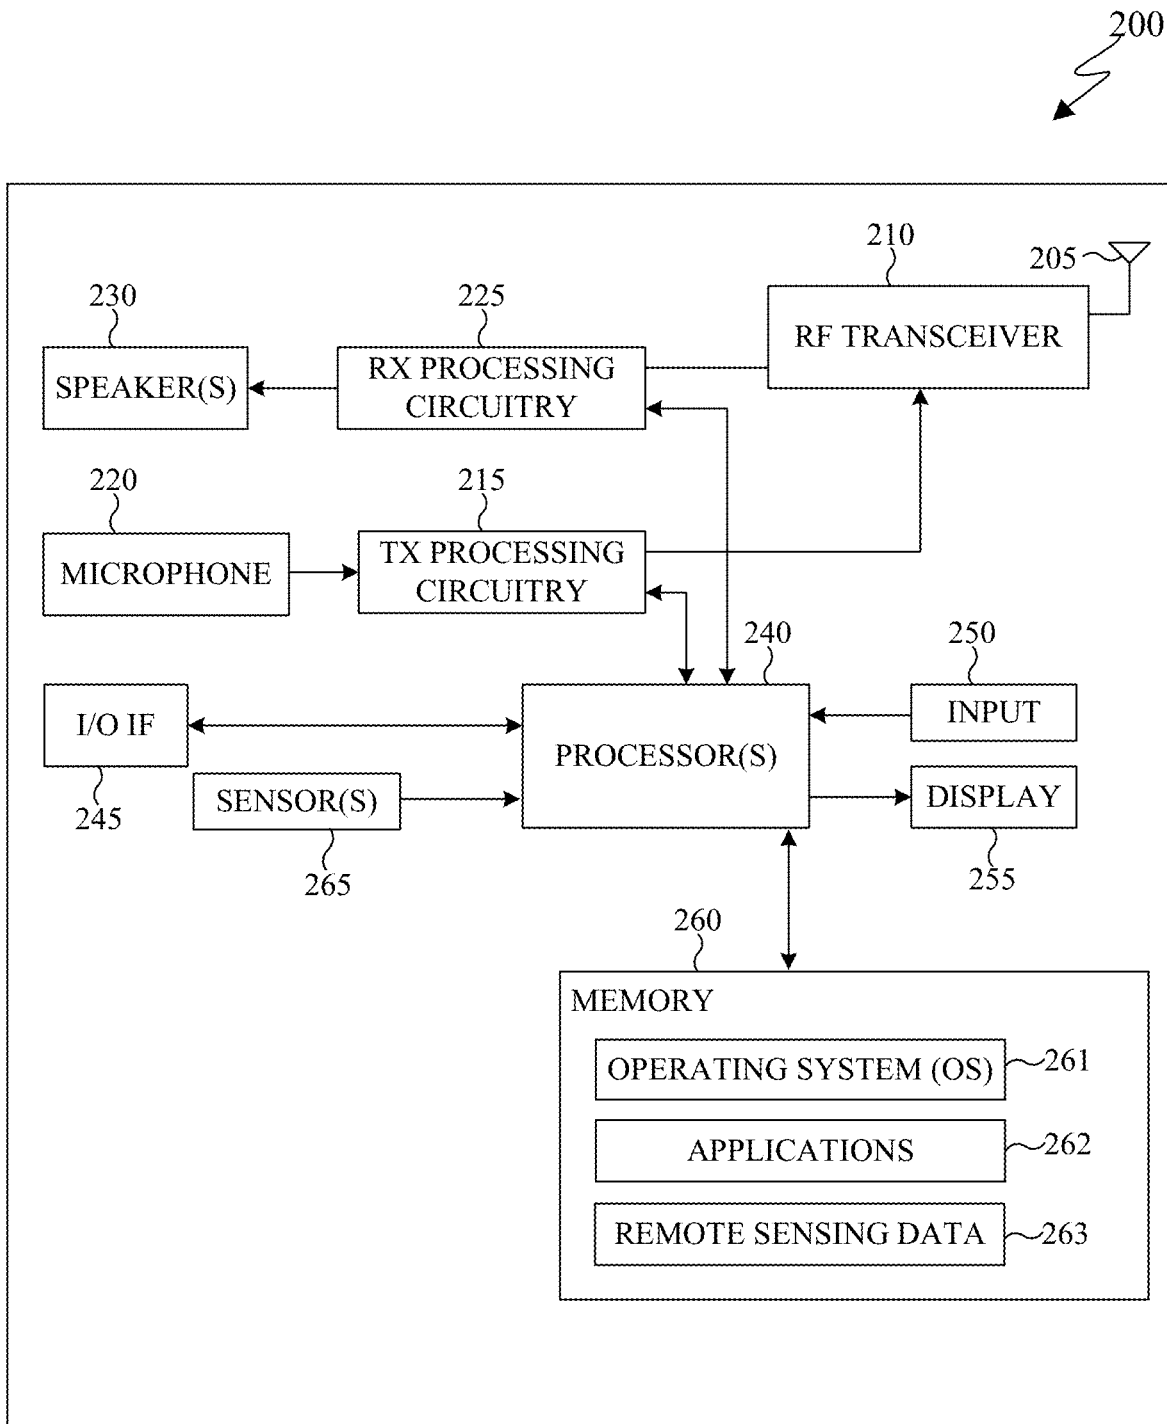 200
210
205
230
225
RF TRANSCEIVER
SPEAKER(S)
RX PROCESSING
CIRCUITRY
220
215
MICROPHONE
TX PROCESSING
CIRCUITRY
240
250
I/O IF
PROCESSOR(S)
INPUT
245
SENSOR(S)
DISPLAY
265
255
260
MEMORY
OPERATING SYSTEM (OS)
261
APPLICATIONS
262
REMOTE SENSING DATA
263